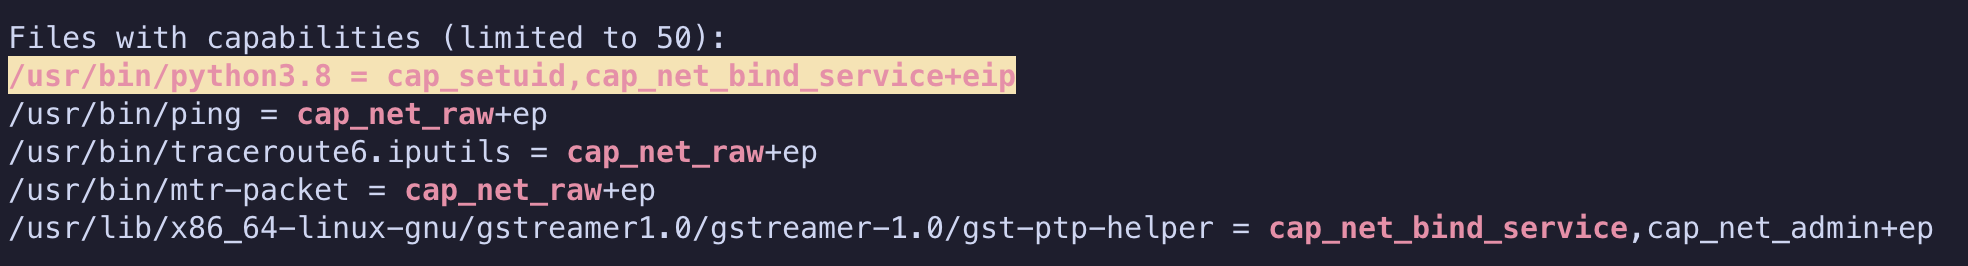 Files with capabilities (limited to 50):
/usr/bin/python3.8 = cap_setuid,cap_net_bind_service+eip
/usr/bin/ping = cap_net_raw+ep
/usr/bin/traceroute6.iputils = cap_net_raw+ep
/usr/bin/mtr-packet = cap_net_raw+ep
/usr/lib/x86_64-linux-gnu/gstreamer1.0/gstreamer-1.0/gst-ptp-helper = cap_net_bind_service,cap_net_admin+ep